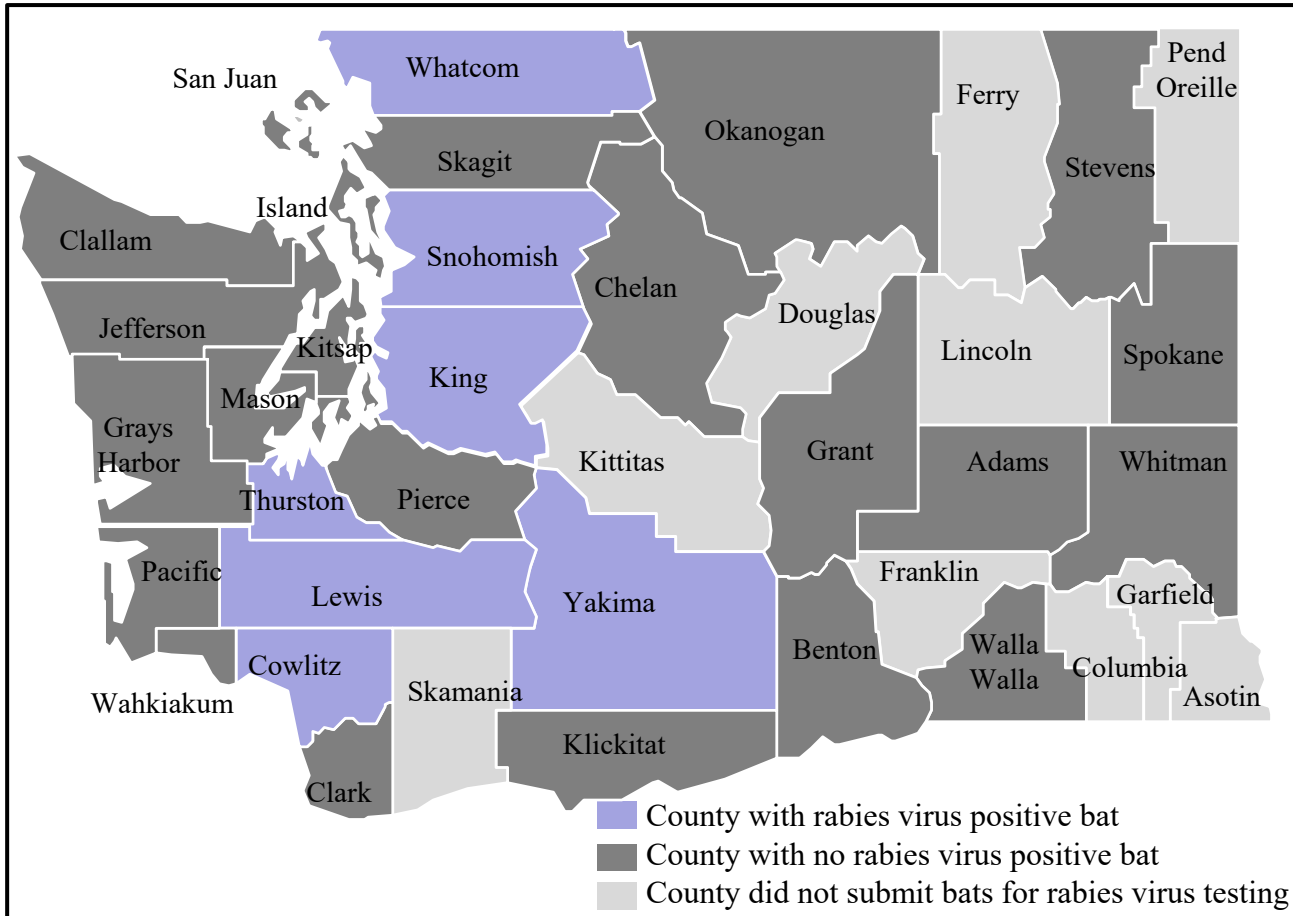 Whatcom
San Juan
Pend
Oreille
Ferry
Okanogan
Skagit
Stevens
Island
Clallam
Snohomish
Chelan
Douglas
Jefferson
Kitsap
Lincoln
Spokane
King
Mason
Grays
Harbor
Grant
Kittitas
Adams
Whitman
Thurston
Pierce
Pacific
Franklin
Lewis
Yakima
Garfield
Benton
Walla
Walla
Cowlitz
Skamania
Columbia
Wahkiakum
Asotin
Klickitat
Clark
County with rabies virus positive bat
County with no rabies virus positive bat
County did not submit bats for rabies virus testing